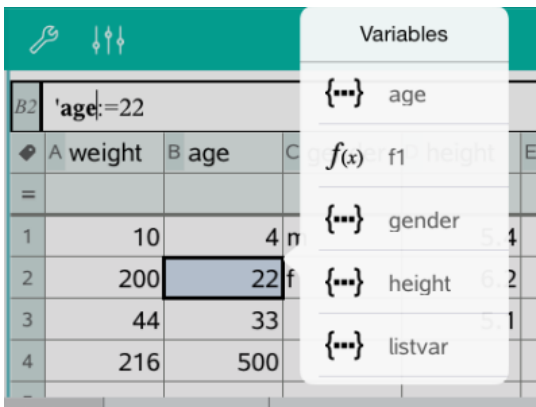 Variables
{...} age
f(x) f1
{...} gender
{...} height
{...} listvar
B2 'age:=22
A weight B age C gender D height E
=
1 10 4 m 5.4
2 200 22 f 6.2
3 44 33 5.1
4 216 500